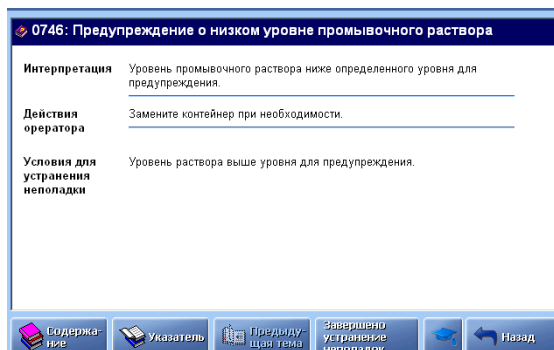 0746: Предупреждение о низком уровне промывочного раствора
Интерпретация
Уровень промывочного раствора ниже определенного уровня для
предупреждения.
Действия
оператора
Замените контейнер при необходимости.
Условия для
устранения
неполадки
Уровень раствора выше уровня для предупреждения.
Содержа-
ние
Указатель
Предыду-
щая тема
Завершено
устранение
неполадок
Назад